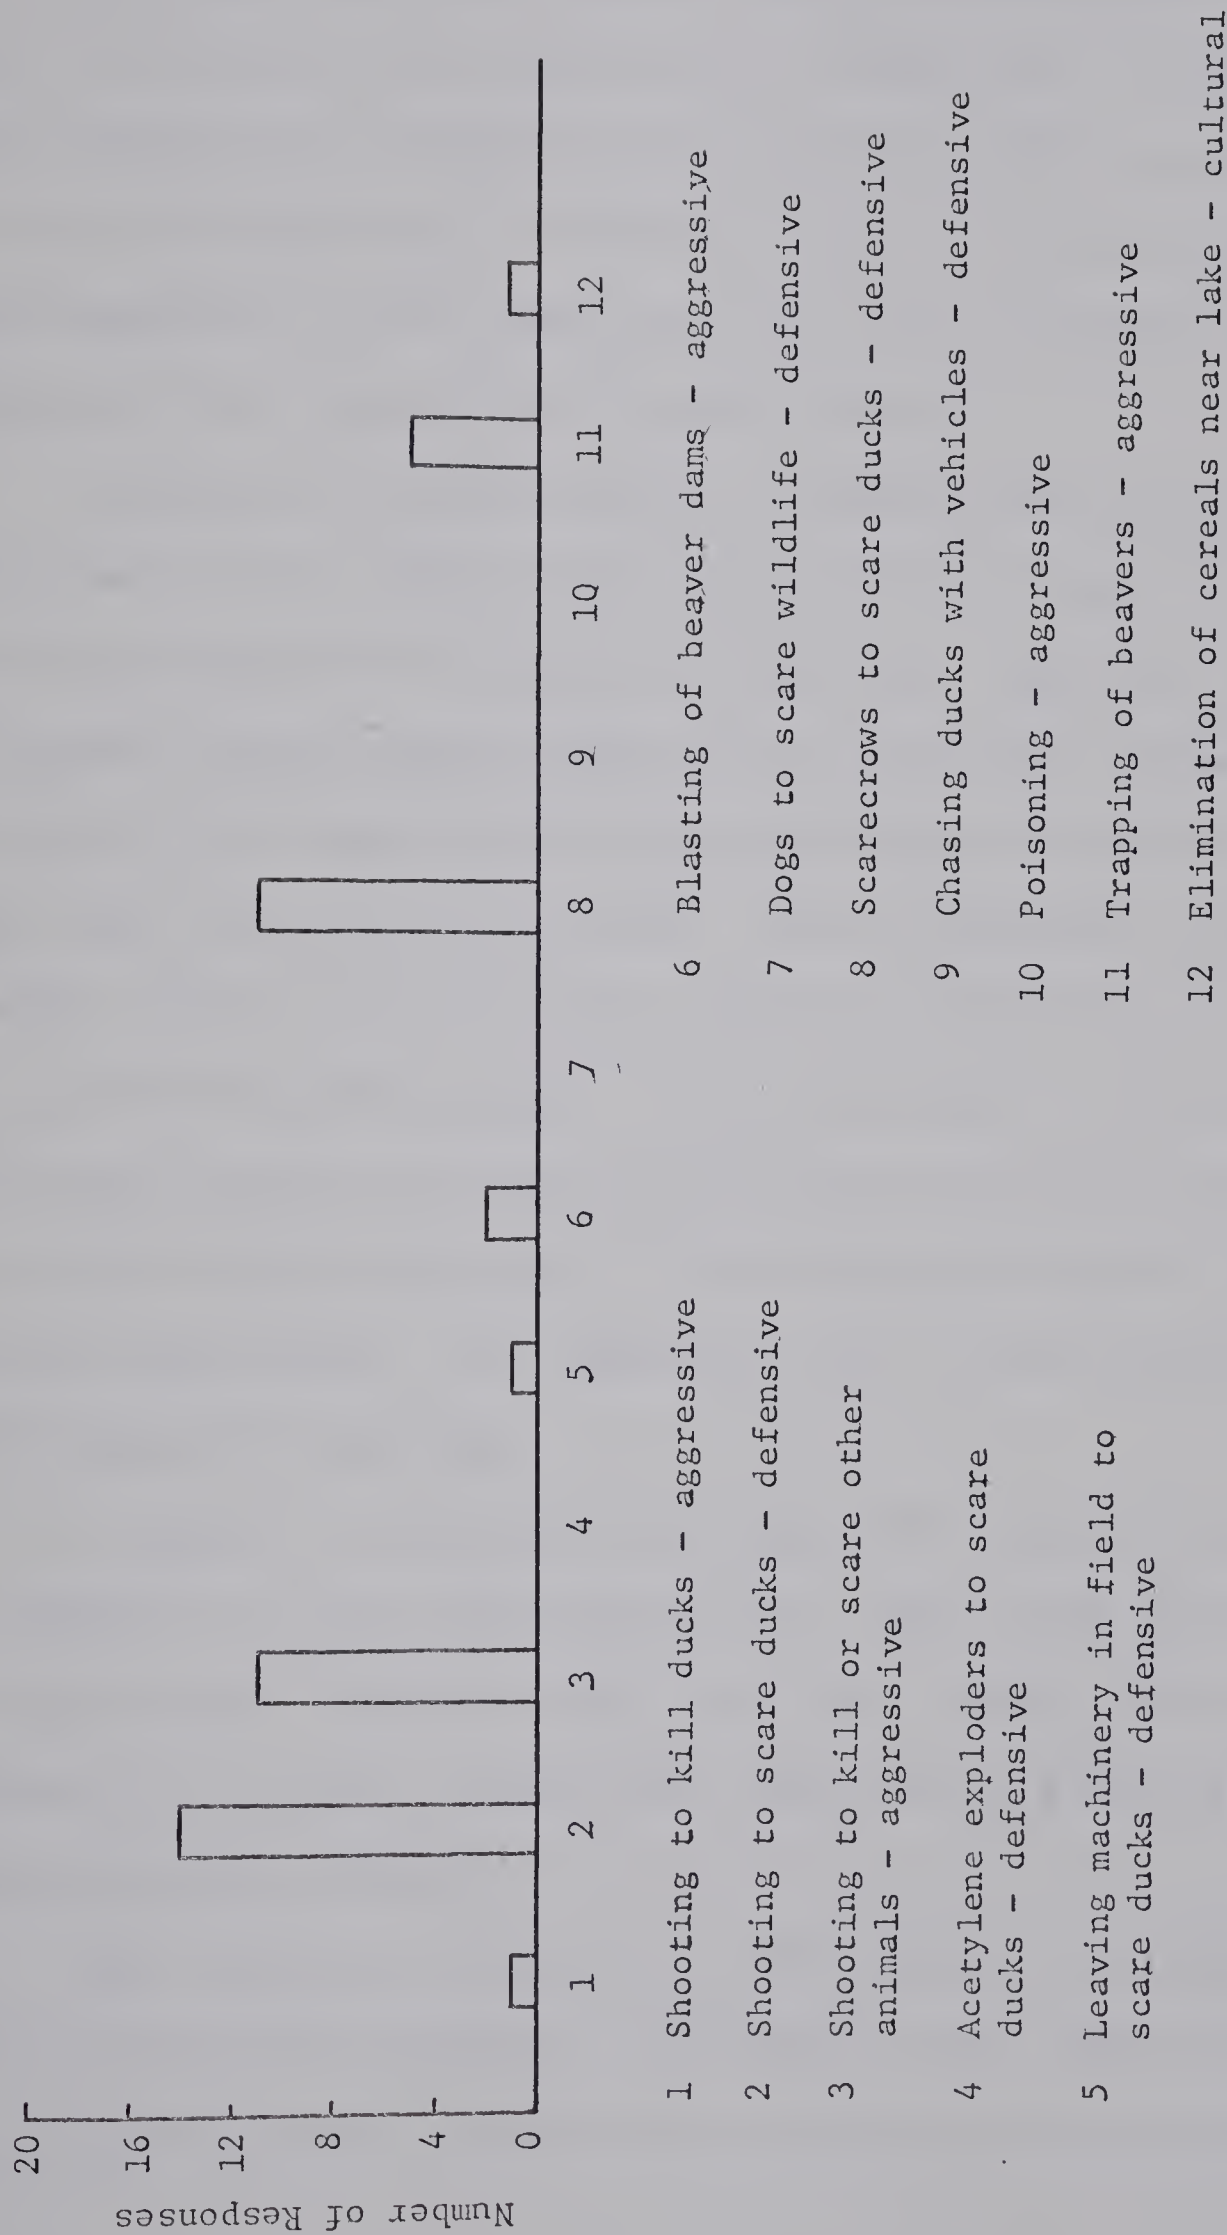 Number of Responses
20
16
12
8
4
0
1 2 3 4 5 6 7 8 9 10 11 12
1 Shooting to kill ducks - aggressive
2 Shooting to scare ducks - defensive
3 Shooting to kill or scare other
animals - aggressive
4 Acetylene exploders to scare
ducks - defensive
5 Leaving machinery in field to
scare ducks - defensive
6 Blasting of beaver dams - aggressive
7 Dogs to scare wildlife - defensive
8 Scarecrows to scare ducks - defensive
9 Chasing ducks with vehicles - defensive
10 Poisoning - aggressive
11 Trapping of beavers - aggressive
12 Elimination of cereals near lake - cultural